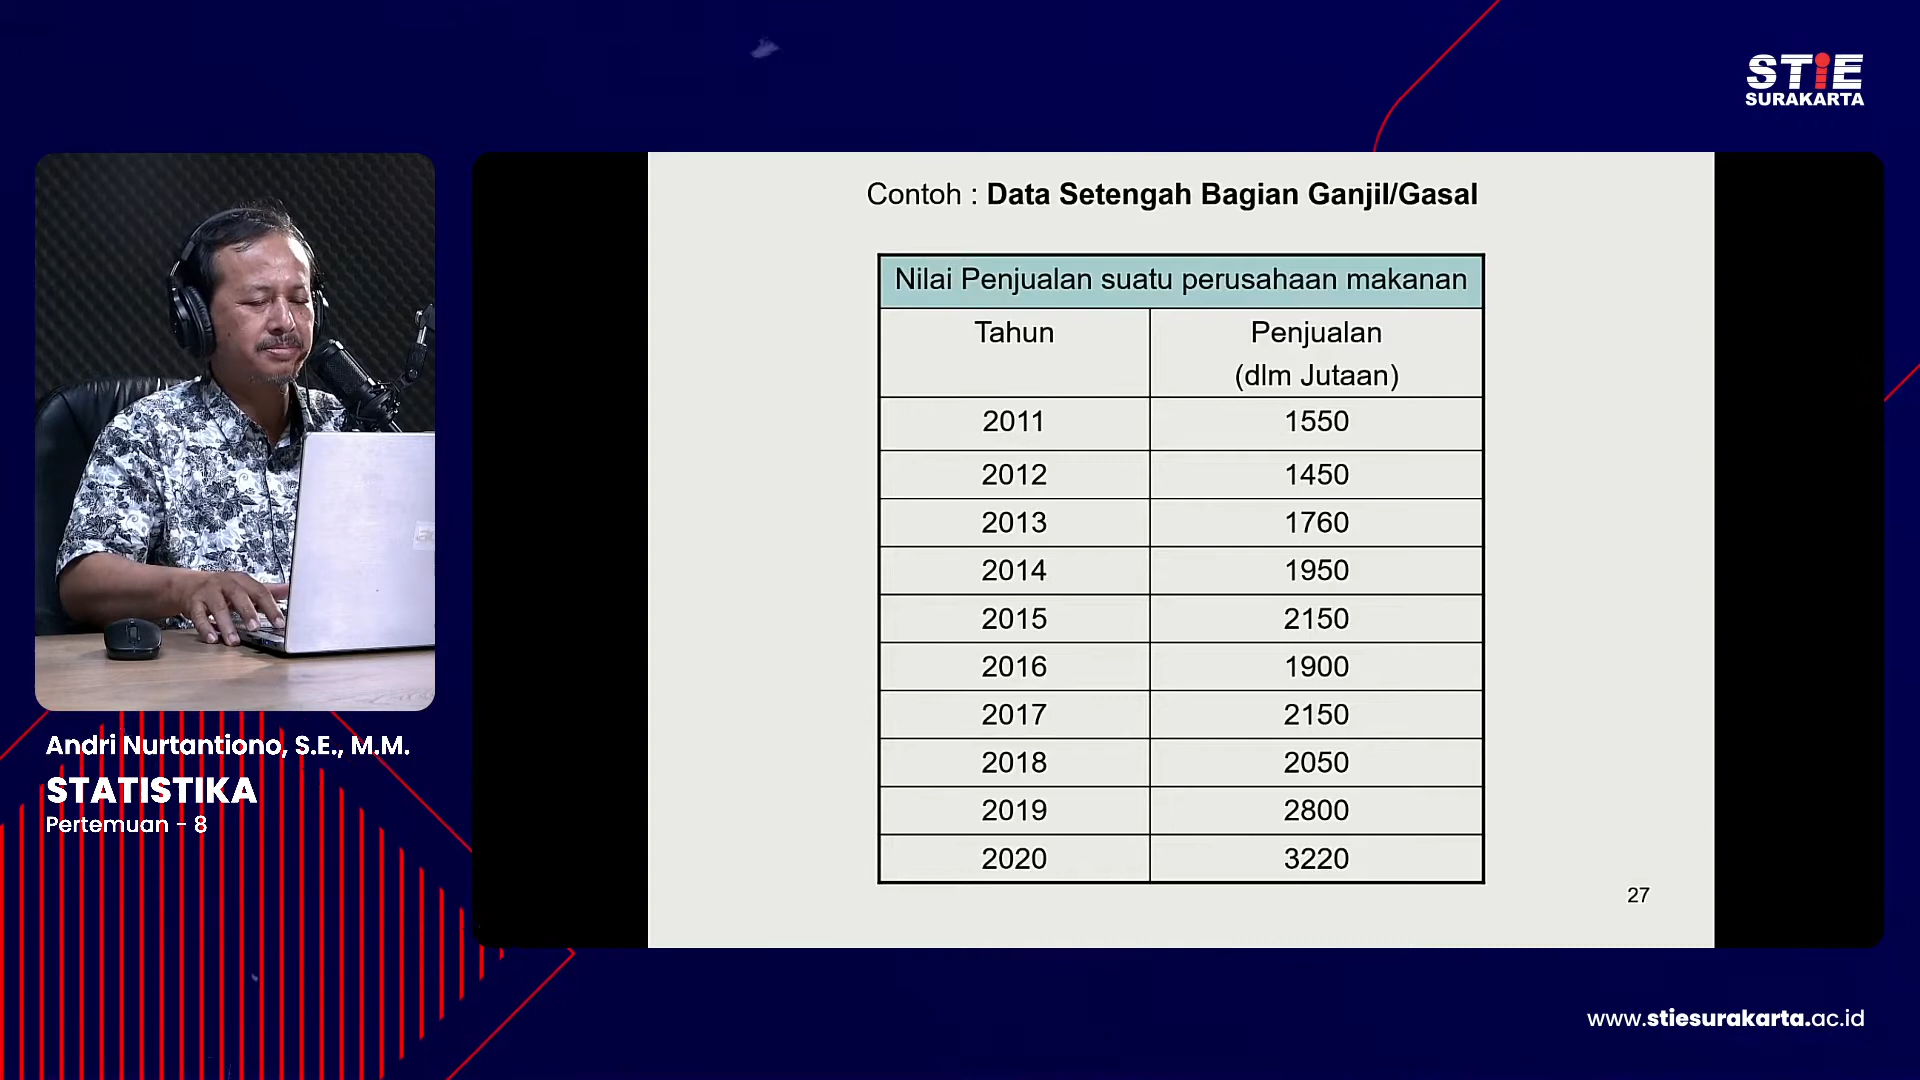 STiE
SURAKARTA
Contoh : Data Setengah Bagian Ganjil/Gasal
Nilai Penjualan suatu perusahaan makanan
Tahun
Penjualan
(dlm Jutaan)
2011 1550
2012 1450
2013 1760
2014 1950
2015 2150
2016 1900
2017 2150
2018 2050
2019 2800
2020 3220
27
Andri Nurtantiono, S.E., M.M.
STATISTIKA
Pertemuan - 8
www.stiesurakarta.ac.id